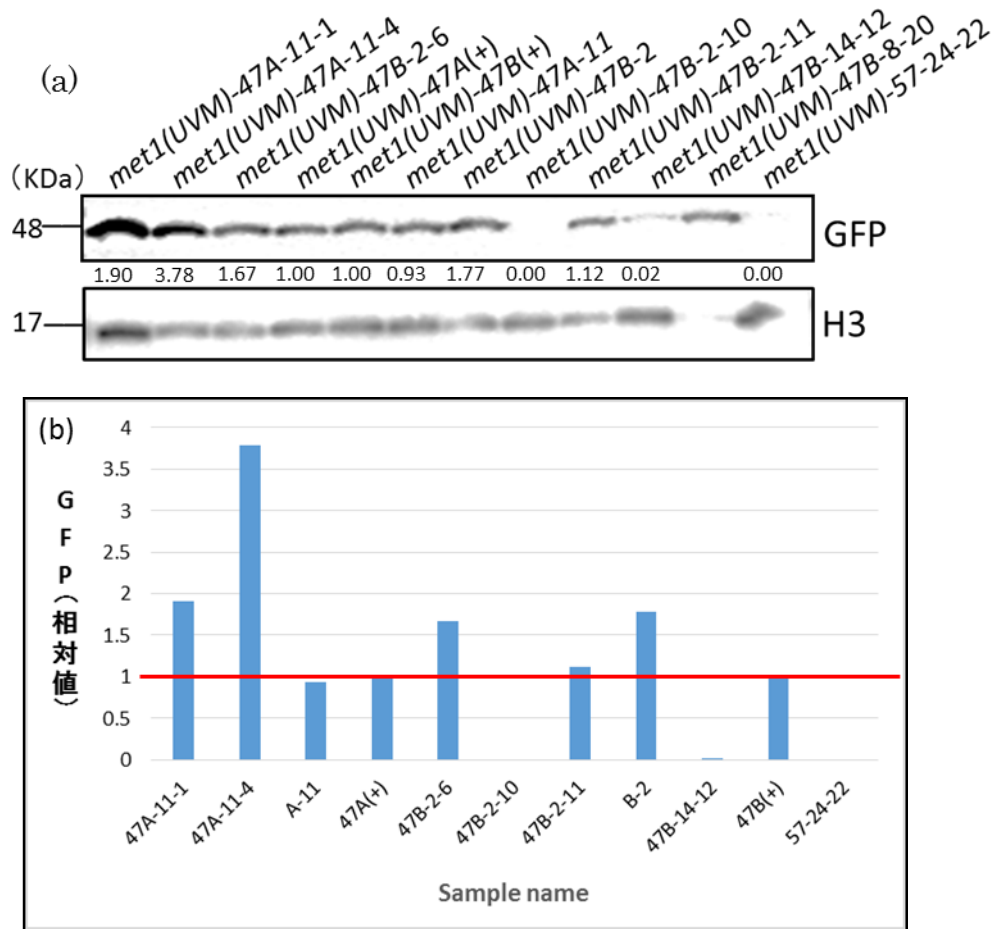 (a)
met1(UVM)-47A-11-1
met1(UVM)-47A-11-4
met1(UVM)-47B-2-6
met1(UVM)-47A(+)
met1(UVM)-47B(+)
met1(UVM)-47A-11
met1(UVM)-47B-2
met1(UVM)-47B-2-10
met1(UVM)-47B-2-11
met1(UVM)-47B-14-12
met1(UVM)-47B-8-20
met1(UVM)-57-24-22
(KDa)
48
GFP
1.90 3.78 1.67 1.00 1.00 0.93 1.77 0.00 1.12 0.02 0.00
17
H3
(b)
GFP(相対値)
4
3.5
3
2.5
2
1.5
1
0.5
0
47A-11-1
47A-11-4
A-11
47A(+)
47B-2-6
47B-2-10
47B-2-11
B-2
47B-14-12
47B(+)
57-24-22
Sample name